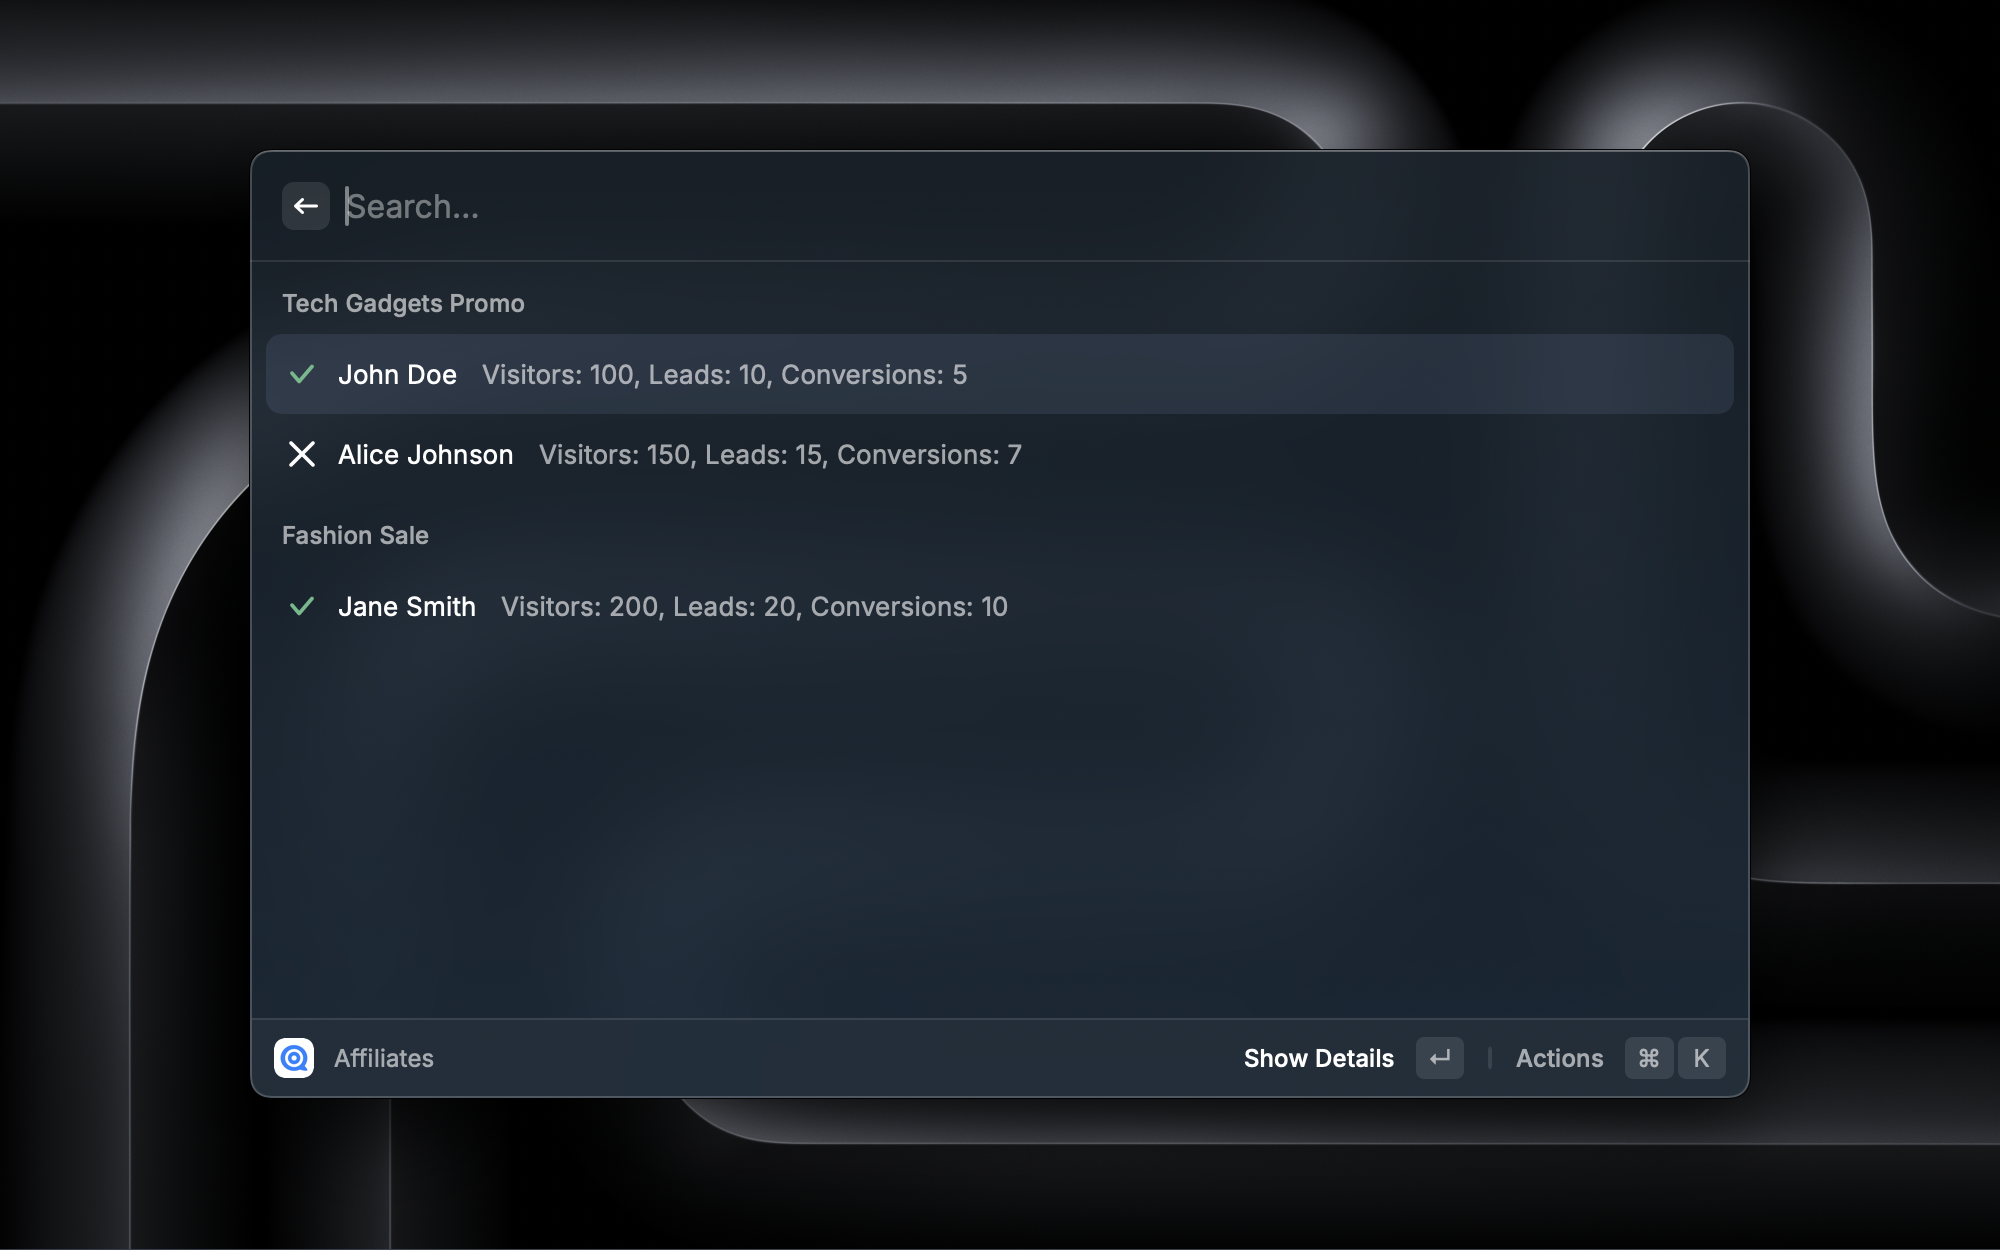 Search...
Tech Gadgets Promo
John Doe Visitors: 100, Leads: 10, Conversions: 5
Alice Johnson Visitors: 150, Leads: 15, Conversions: 7
Fashion Sale
Jane Smith Visitors: 200, Leads: 20, Conversions: 10
Affiliates Show Details Actions ⌘ K